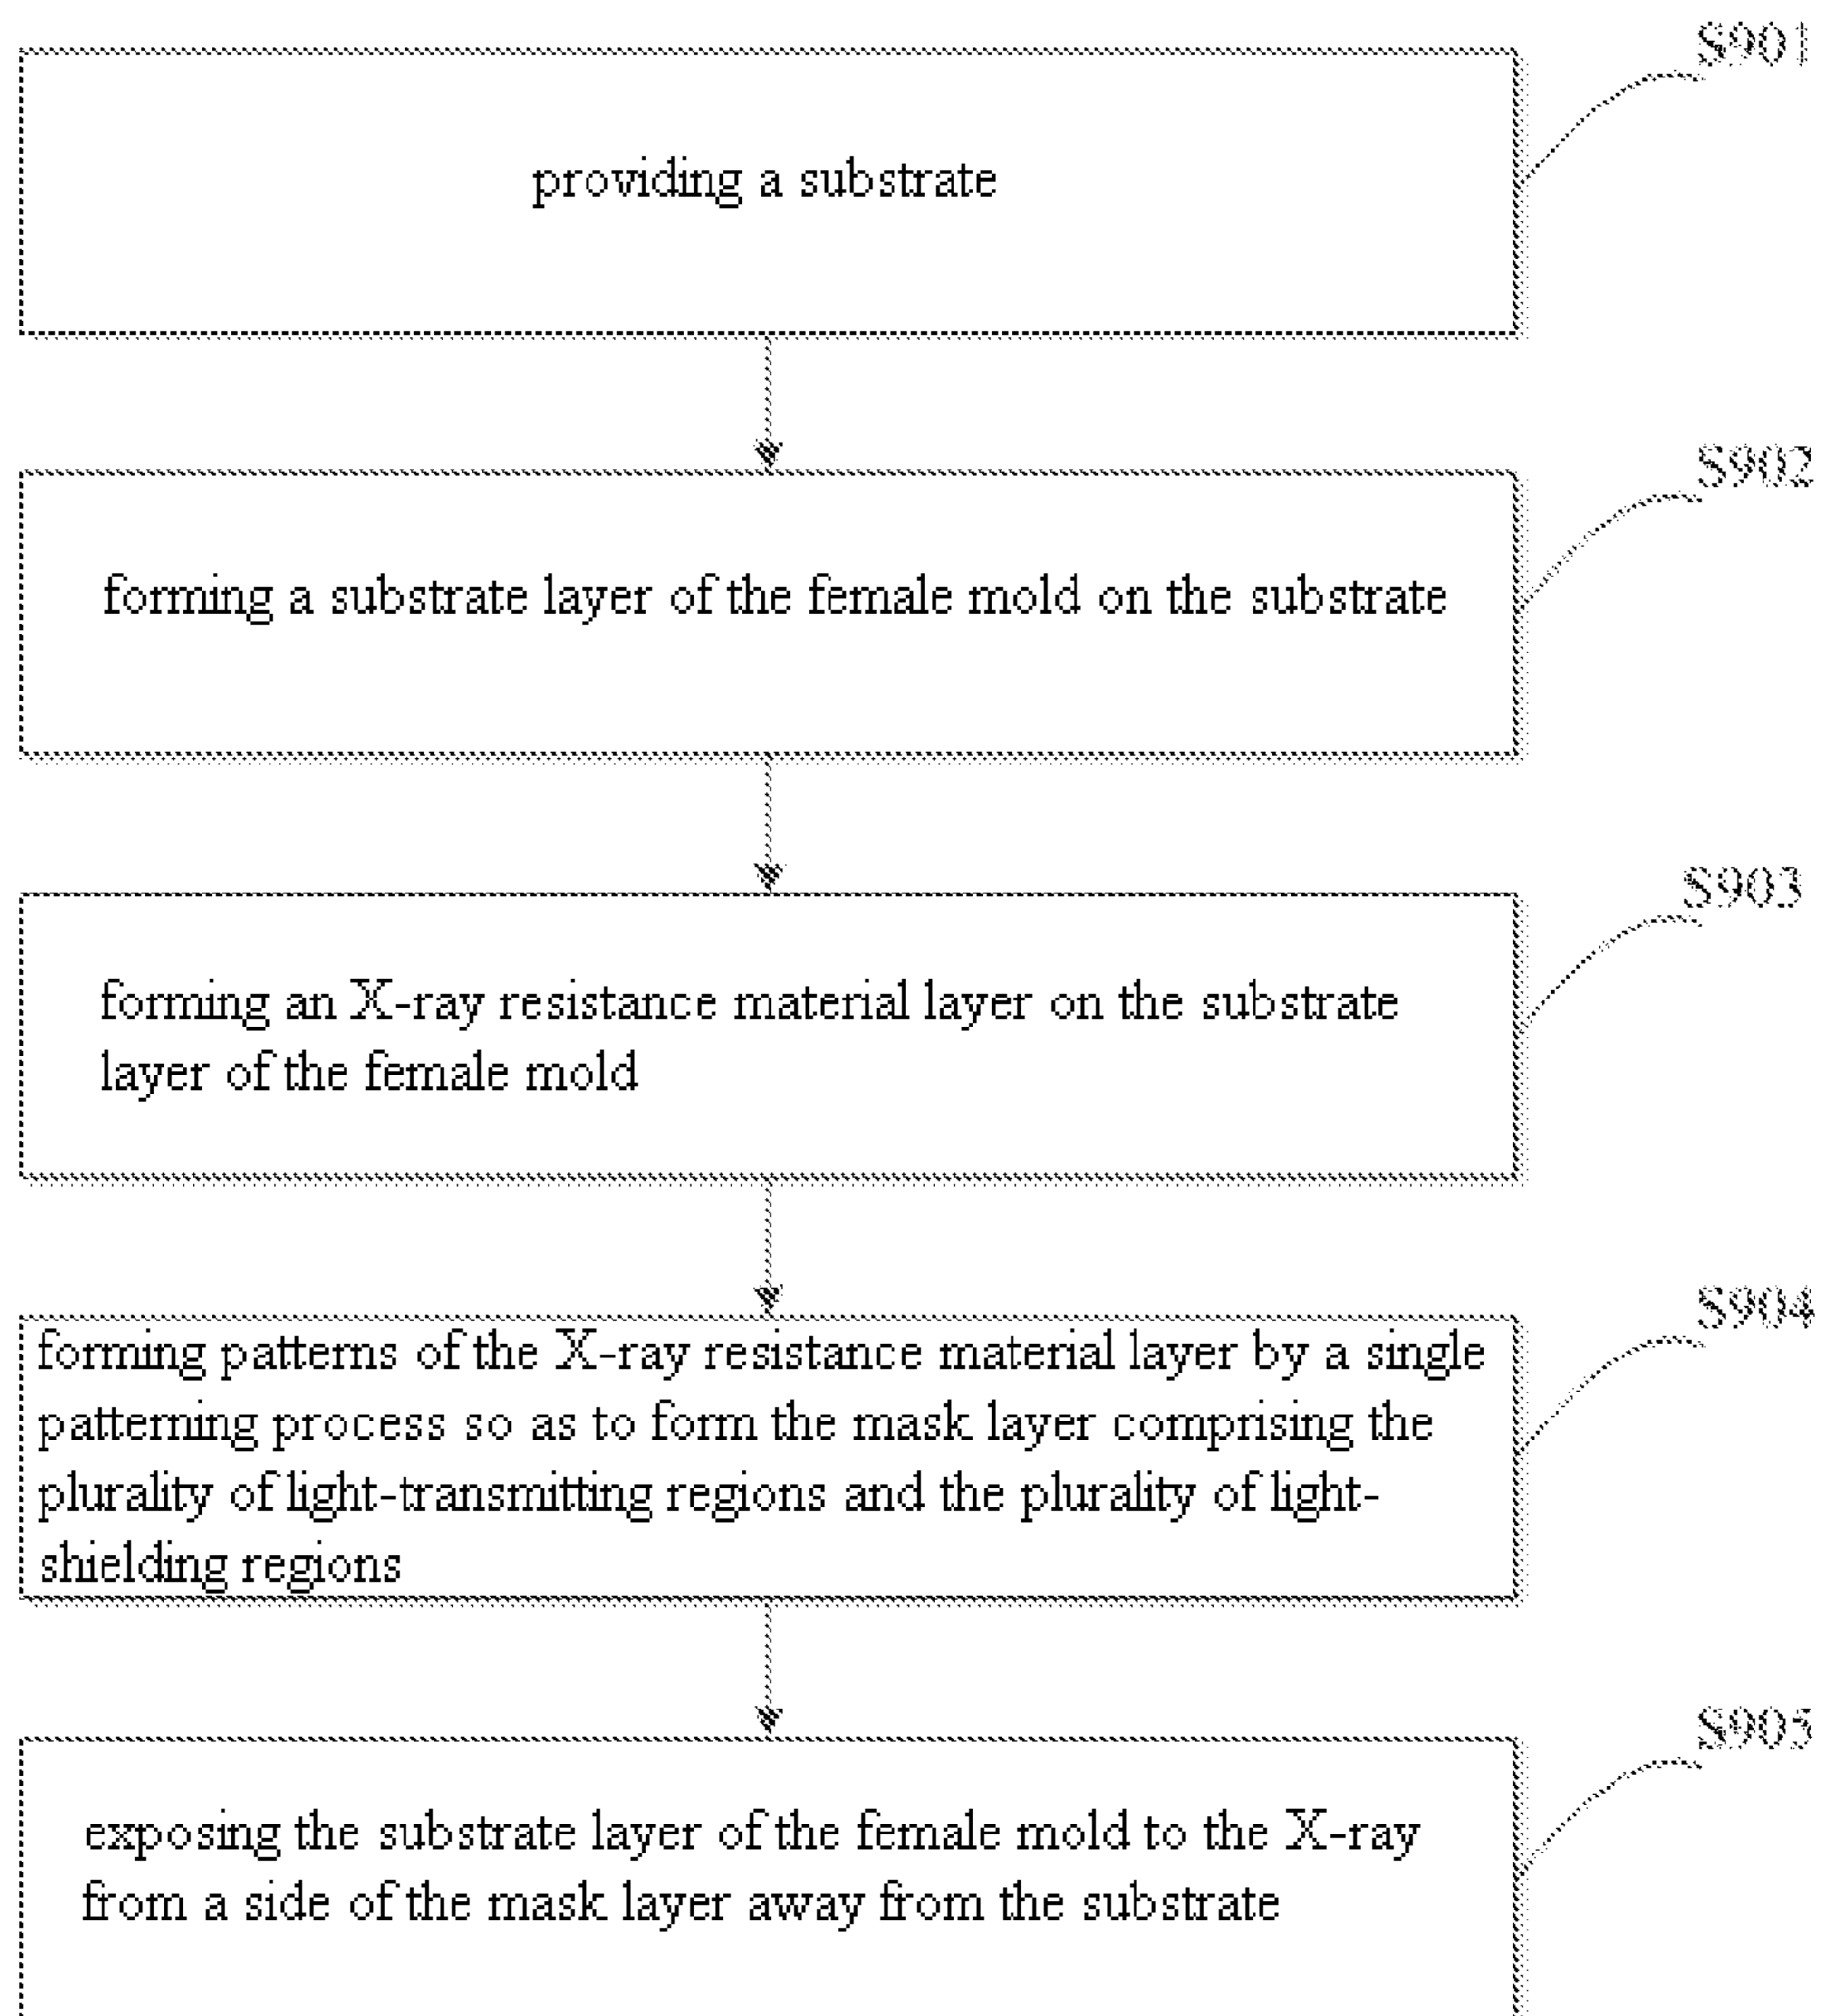 S901
providing a substrate
S902
forming a substrate layer of the female mold on the substrate
S903
forming an X-ray resistance material layer on the substrate
layer of the female mold
S904
forming patterns of the X-ray resistance material layer by a single
patterning process so as to form the mask layer comprising the
plurality of light-transmitting regions and the plurality of light-
shielding regions
S905
exposing the substrate layer of the female mold to the X-ray
from a side of the mask layer away from the substrate